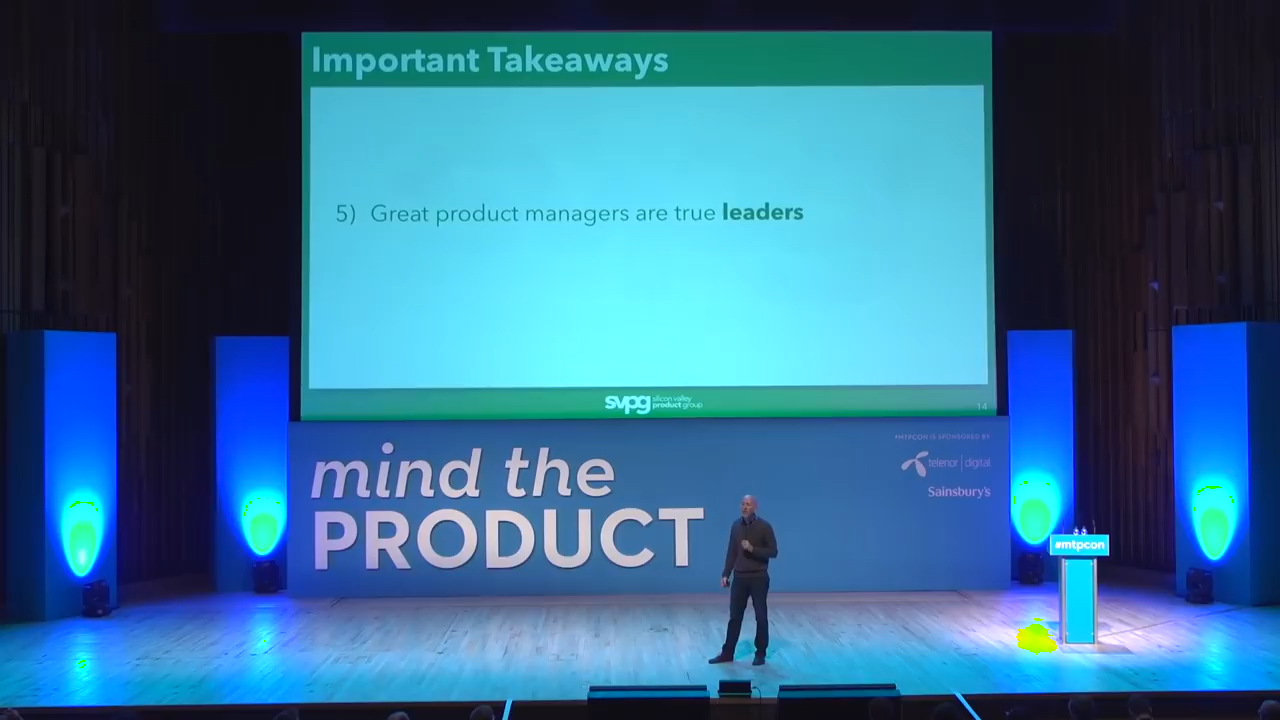 Important Takeaways
5) Great product managers are true leaders
svpg silicon valley product group
14
mind the
PRODUCT
#MTPCON IS SPONSORED BY
telenor | digital
Sainsbury's
#mtpcon